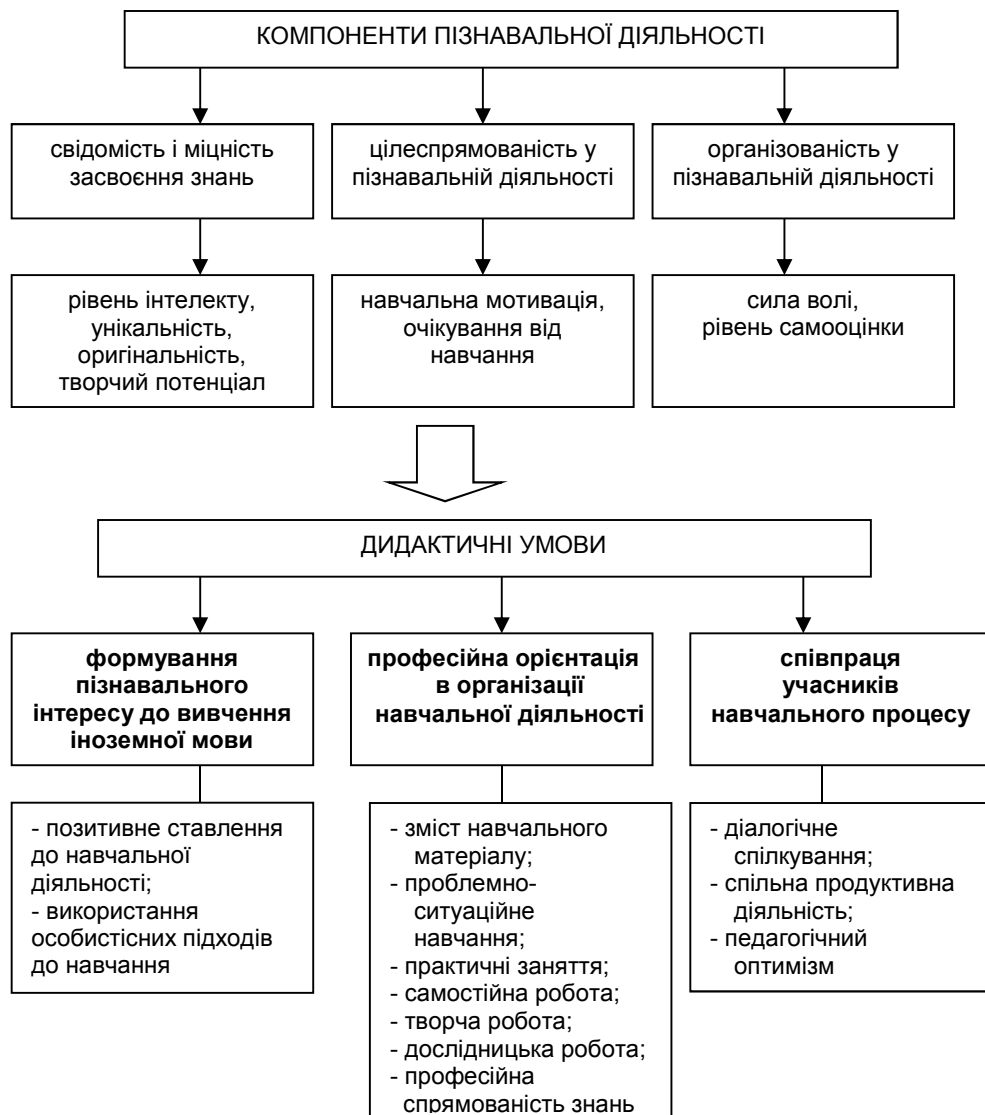 КОМПОНЕНТИ ПІЗНАВАЛЬНОЇ ДІЯЛЬНОСТІ
свідомість і міцність
засвоєння знань
цілеспрямованість у
пізнавальній діяльності
організованість у
пізнавальній діяльності
рівень інтелекту,
унікальність,
оригінальність,
творчий потенціал
навчальна мотивація,
очікування від
навчання
сила волі,
рівень самооцінки
ДИДАКТИЧНІ УМОВИ
формування
пізнавального
інтересу до вивчення
іноземної мови
професійна орієнтація
в організації
навчальної діяльності
співпраця
учасників
навчального процесу
- позитивне ставлення
до навчальної
діяльності;
- використання
особистісних підходів
до навчання
- зміст навчального
матеріалу;
- проблемно-
ситуаційне
навчання;
- практичні заняття;
- самостійна робота;
- творча робота;
- дослідницька робота;
- професійна
спрямованість знань
- діалогічне
спілкування;
- спільна продуктивна
діяльність;
- педагогічний
оптимізм